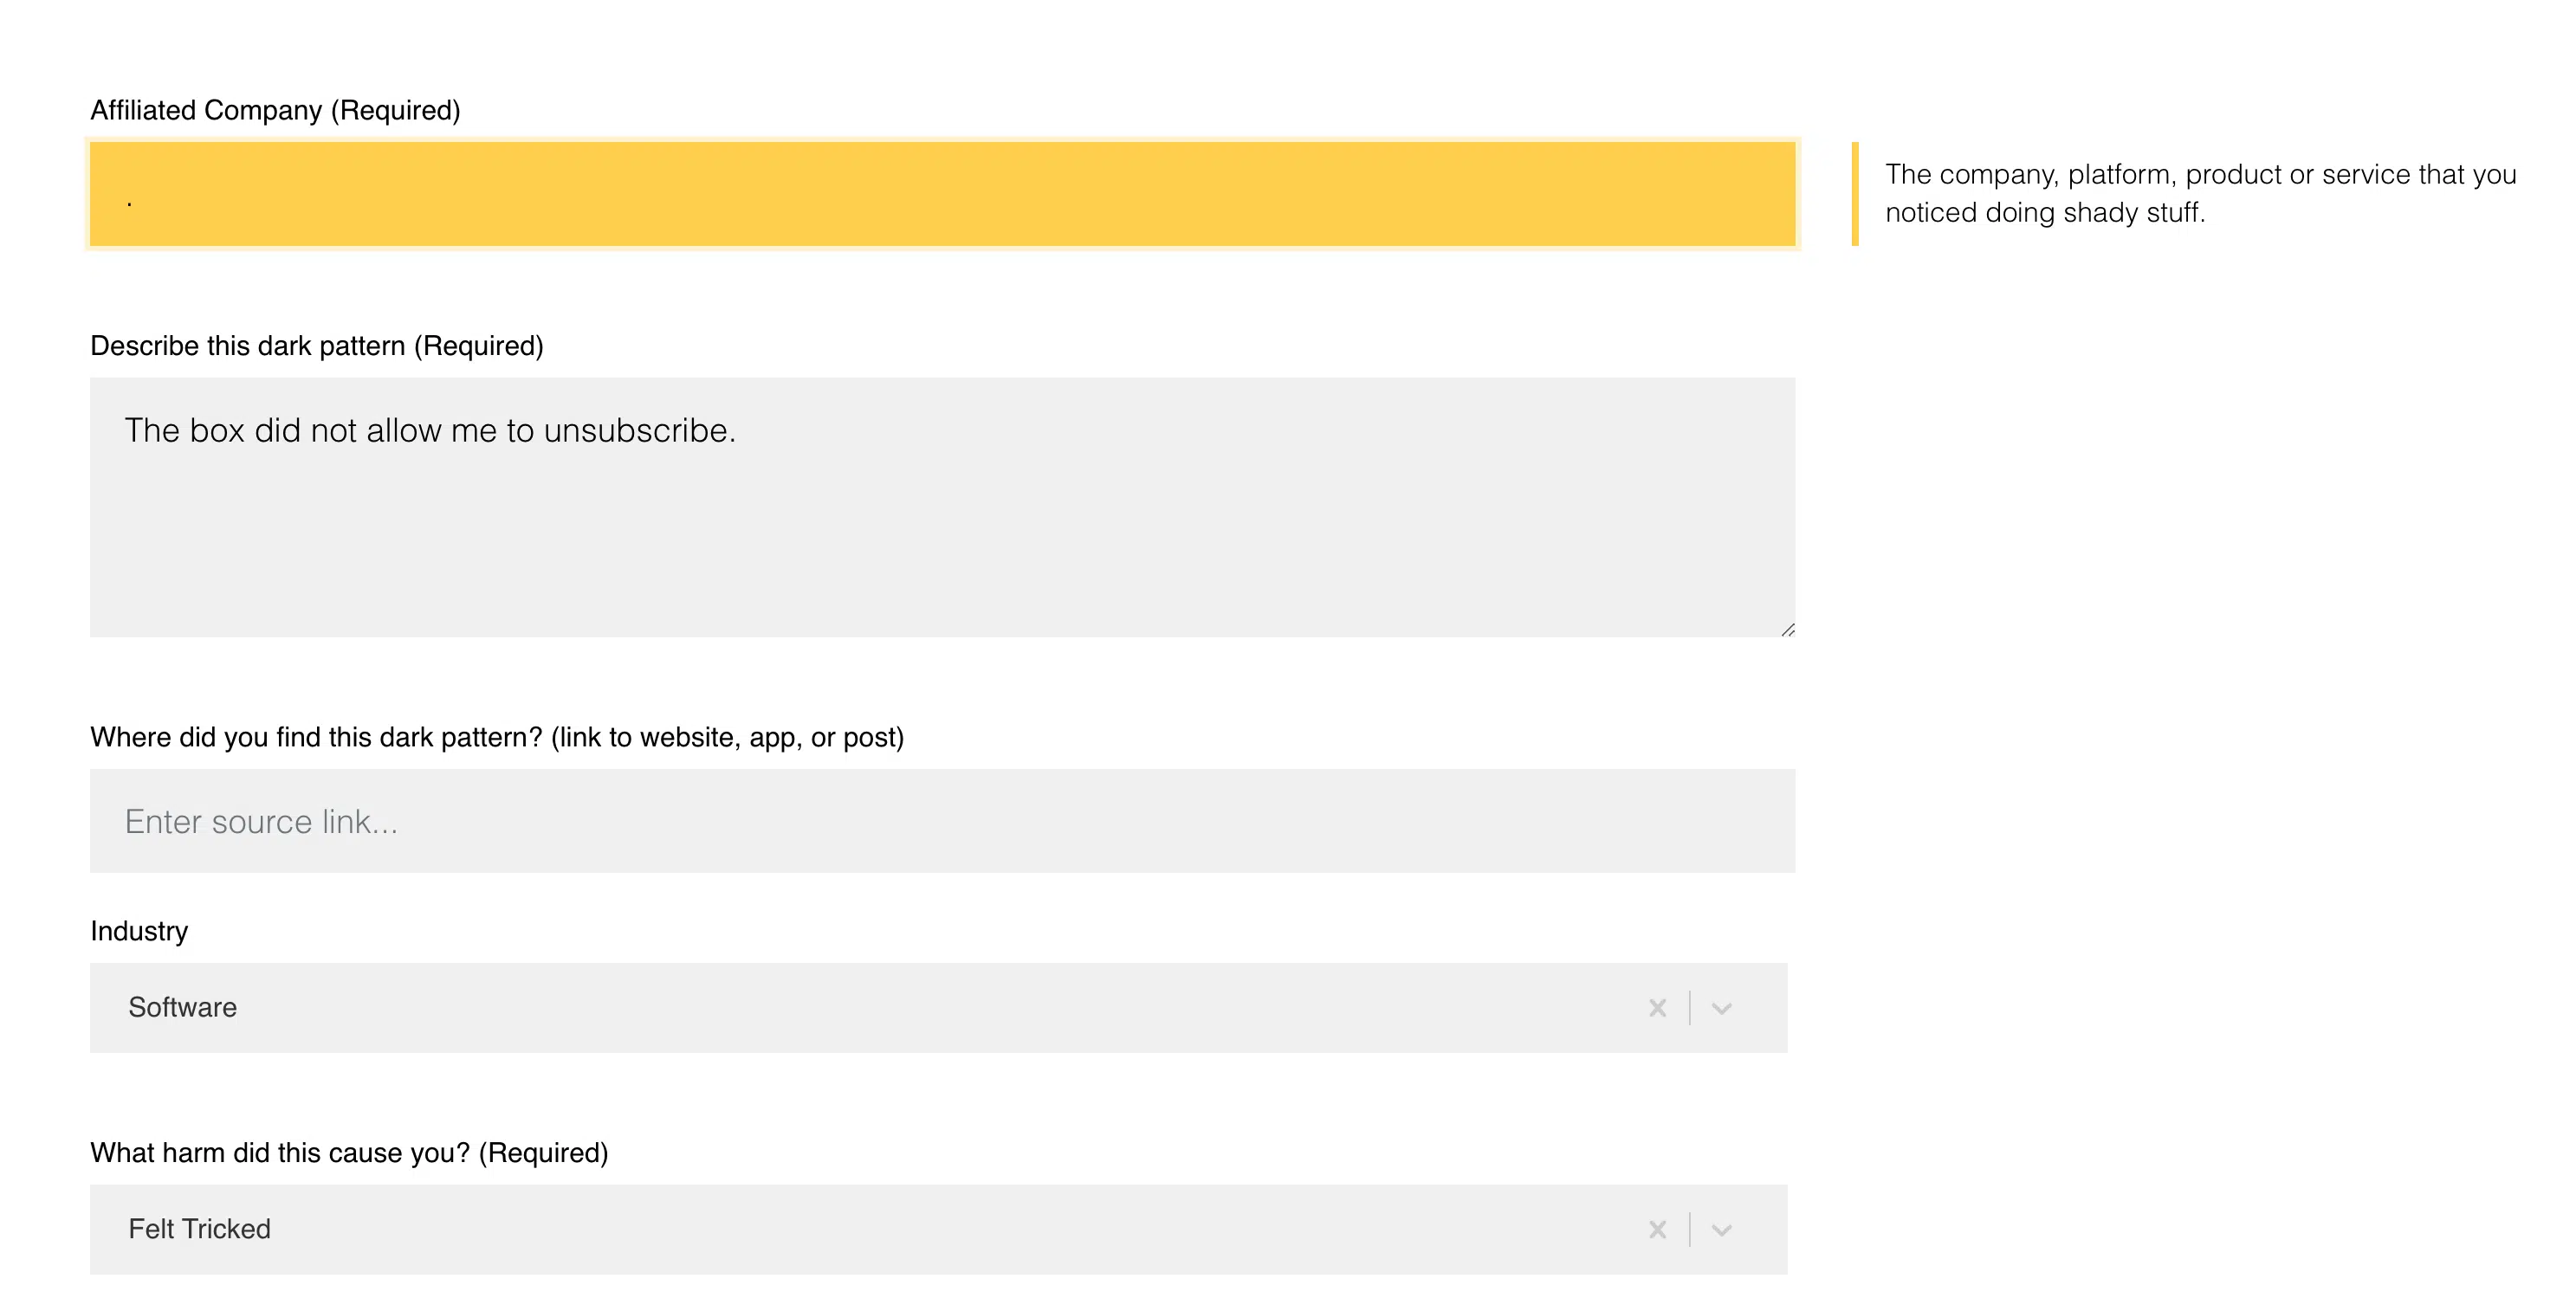 Affiliated Company (Required)
.
The company, platform, product or service that you
noticed doing shady stuff.
Describe this dark pattern (Required)
The box did not allow me to unsubscribe.
Where did you find this dark pattern? (link to website, app, or post)
Enter source link...
Industry
Software
What harm did this cause you? (Required)
Felt Tricked